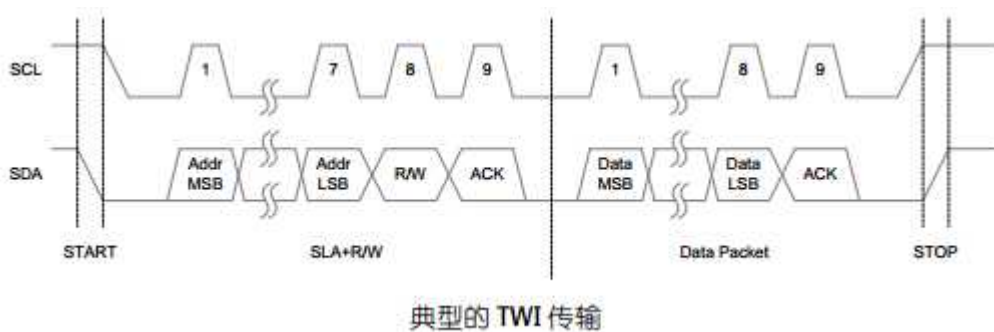 SCL
1
7
8
9
1
8
9
SDA
Addr MSB
Addr LSB
R/W
ACK
Data MSB
Data LSB
ACK
START
SLA+R/W
Data Packet
STOP
典型的 TWI 传输